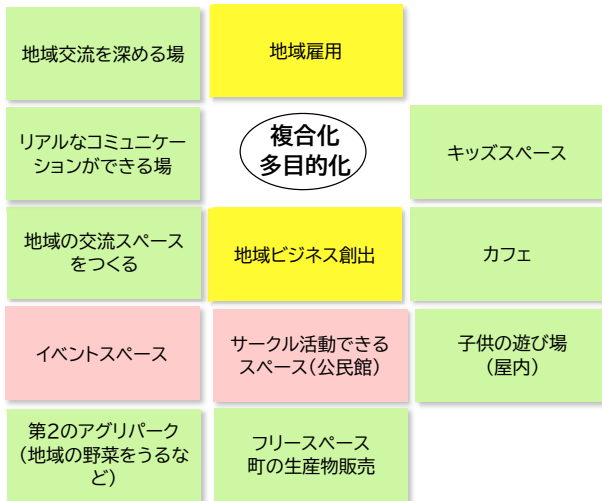 地域交流を深める場
地域雇用
リアルなコミュニケー
ションができる場
複合化
多目的化
キッズスペース
地域の交流スペース
をつくる
地域ビジネス創出
カフェ
イベントスペース
サークル活動できる
スペース(公民館)
子供の遊び場
(屋内)
第2のアグリパーク
(地域の野菜をうるな
ど)
フリースペース
町の生産物販売